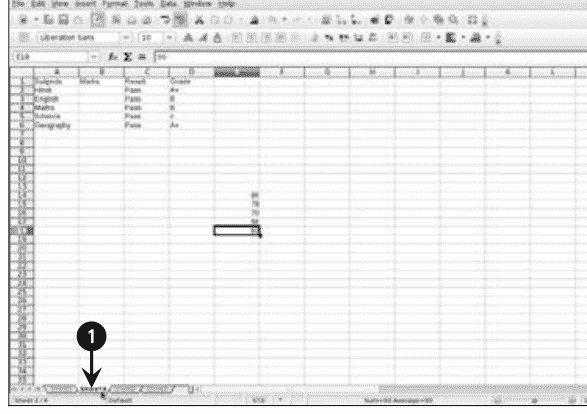 File Edit View Insert Format Tools Data Window Help
Liberation Sans 10
E18 fx Σ = 90
A B C D E F G H I J K L
1 Subjects Marks Result Grade
2 Hindi Pass A+
3 English Pass B
4 Maths Pass B
5 Science Pass
6 Geography Pass A+
7
8
9
10
11
12
13
14
15 78
16 70
17
18
19
20
21
22
23
24
25
26
27
28
29
30
31
32
33
34
35
1
Sheet 2 / 4 Default STD * Sum=90 Average=90